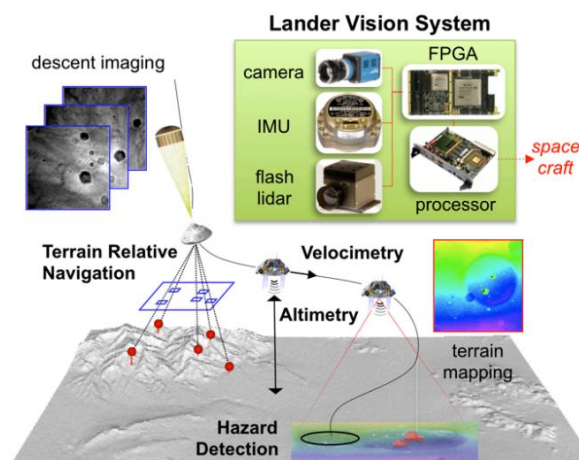 Lander Vision System
descent imaging
camera
FPGA
IMU
flash
lidar
processor
space
craft
Terrain Relative
Navigation
Velocimetry
Altimetry
terrain
mapping
Hazard
Detection